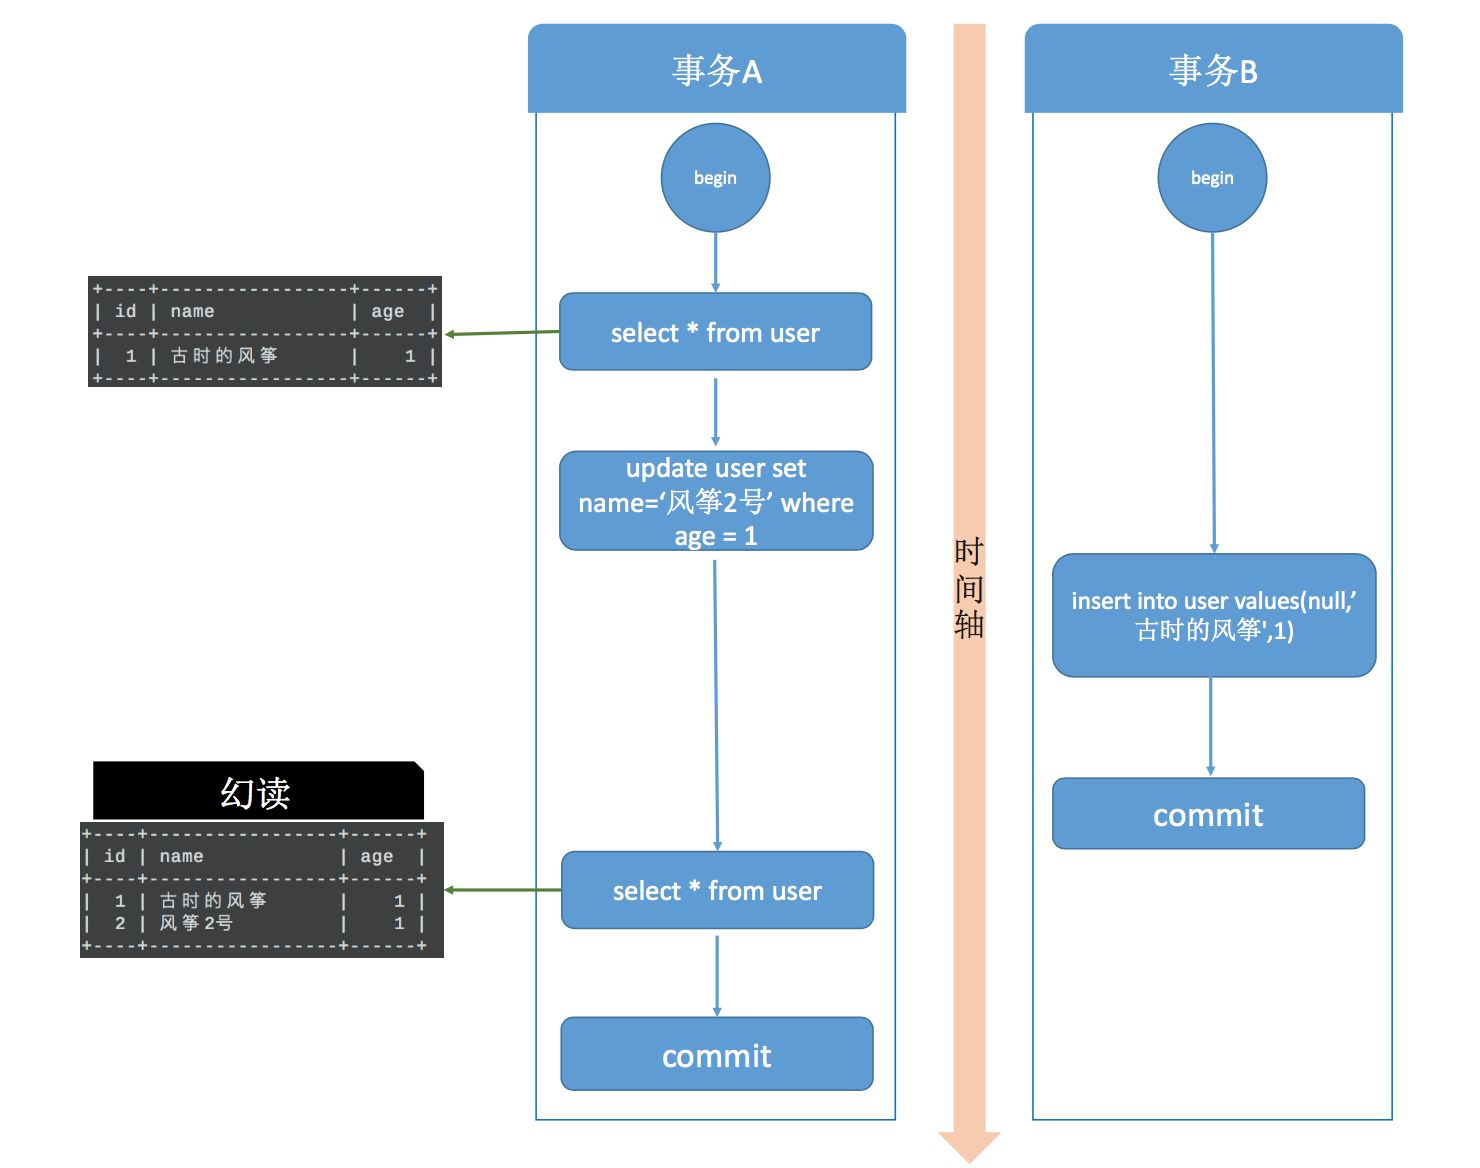 事务A
事务B
begin
begin
select * from user
+----+-----------------+------+
| id | name | age |
+----+-----------------+------+
| 1 | 古时的风筝 | 1 |
+----+-----------------+------+
update user set
name=‘风筝2号’ where
age = 1
时
间
轴
insert into user values(null,’
古时的风筝',1)
commit
幻读
+----+-----------------+------+
| id | name | age |
+----+-----------------+------+
| 1 | 古时的风筝 | 1 |
| 2 | 风筝2号 | 1 |
+----+-----------------+------+
select * from user
commit